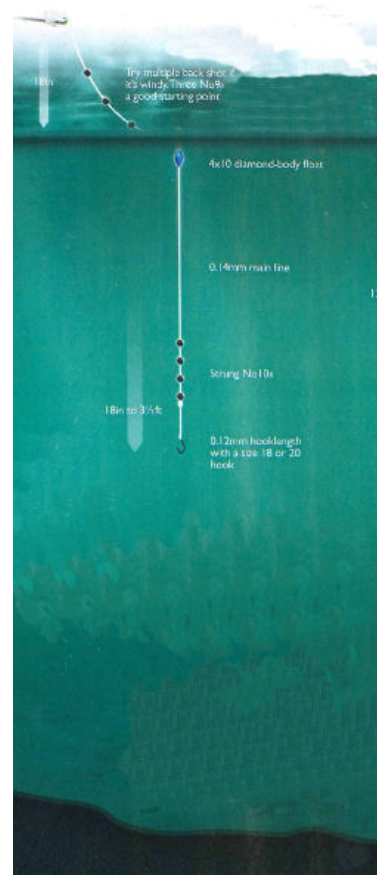 18in
Try multiple back shot if
it's windy. Three No9s
a good starting point
4x10 diamond-body float
0.14mm main line
Strung No10s
18in to 3½ft
0.12mm hooklength
with a size 18 or 20
hook